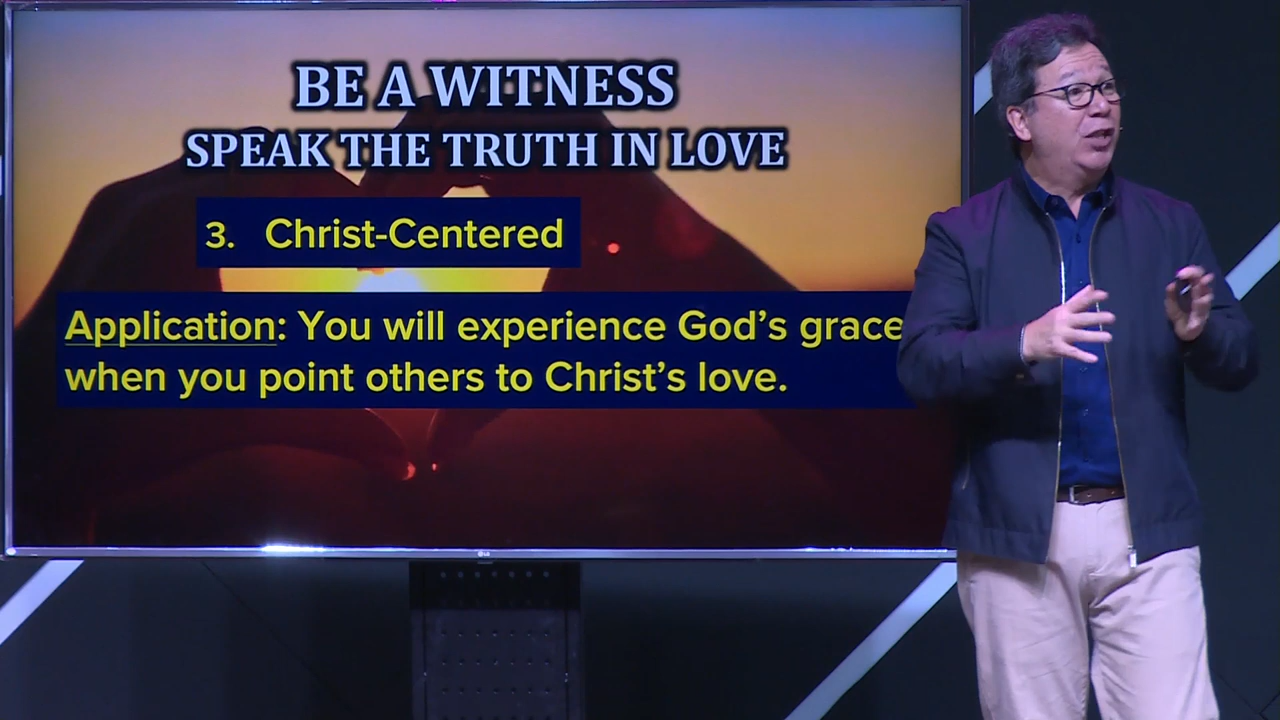 BE A WITNESS
SPEAK THE TRUTH IN LOVE
3. Christ-Centered
Application: You will experience God's grace
when you point others to Christ's love.
LG